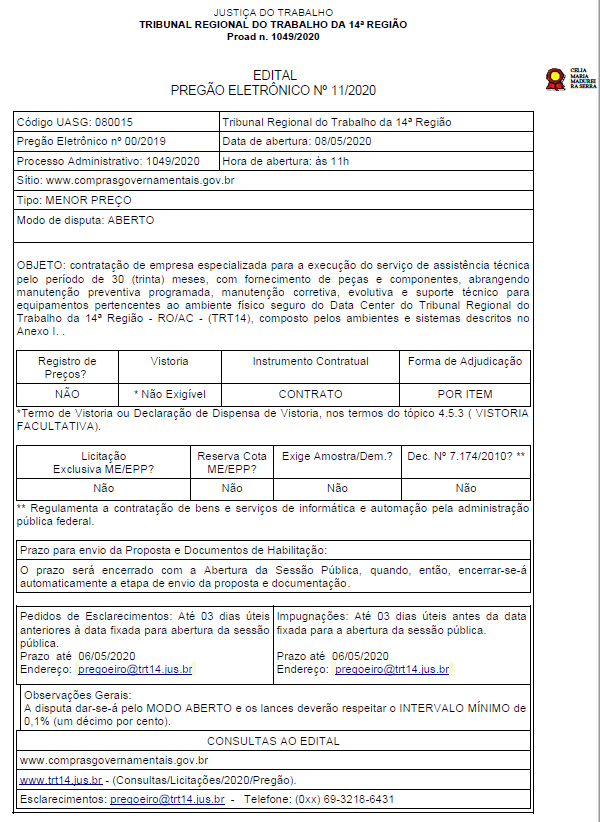 JUSTIÇA DO TRABALHO
TRIBUNAL REGIONAL DO TRABALHO DA 14ª REGIÃO
Proad n. 1049/2020
EDITAL
PREGÃO ELETRÔNICO Nº 11/2020
CELIA
MARIA
MADUREI
RA SERRA
Código UASG: 080015
Tribunal Regional do Trabalho da 14ª Região
Pregão Eletrônico nº 00/2019
Data de abertura: 08/05/2020
Processo Administrativo: 1049/2020
Hora de abertura: às 11h
Sítio: www.comprasgovernamentais.gov.br
Tipo: MENOR PREÇO
Modo de disputa: ABERTO
OBJETO: contratação de empresa especializada para a execução do serviço de assistência técnica
pelo período de 30 (trinta) meses, com fornecimento de peças e componentes, abrangendo
manutenção preventiva programada, manutenção corretiva, evolutiva e suporte técnico para
equipamentos pertencentes ao ambiente físico seguro do Data Center do Tribunal Regional do
Trabalho da 14ª Região - RO/AC - (TRT14), composto pelos ambientes e sistemas descritos no
Anexo I. .
Registro de
Preços?
Vistoria
Instrumento Contratual
Forma de Adjudicação
NÃO
* Não Exigível
CONTRATO
POR ITEM
*Termo de Vistoria ou Declaração de Dispensa de Vistoria, nos termos do tópico 4.5.3 ( VISTORIA
FACULTATIVA).
Licitação
Exclusiva ME/EPP?
Reserva Cota
ME/EPP?
Exige Amostra/Dem.?
Dec. Nº 7.174/2010? **
Não
Não
Não
Não
** Regulamenta a contratação de bens e serviços de informática e automação pela administração
pública federal.
Prazo para envio da Proposta e Documentos de Habilitação:
O prazo será encerrado com a Abertura da Sessão Pública, quando, então, encerrar-se-á
automaticamente a etapa de envio da proposta e documentação.
Pedidos de Esclarecimentos: Até 03 dias úteis
anteriores à data fixada para abertura da sessão
pública.
Prazo até 06/05/2020
Endereço: pregoeiro@trt14.jus.br
Impugnações: Até 03 dias úteis antes da data
fixada para a abertura da sessão pública.
Prazo até 06/05/2020
Endereço: pregoeiro@trt14.jus.br
Observações Gerais:
A disputa dar-se-á pelo MODO ABERTO e os lances deverão respeitar o INTERVALO MÍNIMO de
0,1% (um décimo por cento).
CONSULTAS AO EDITAL
www.comprasgovernamentais.gov.br
www.trt14.jus.br - (Consultas/Licitações/2020/Pregão).
Esclarecimentos: pregoeiro@trt14.jus.br - Telefone: (0xx) 69-3218-6431